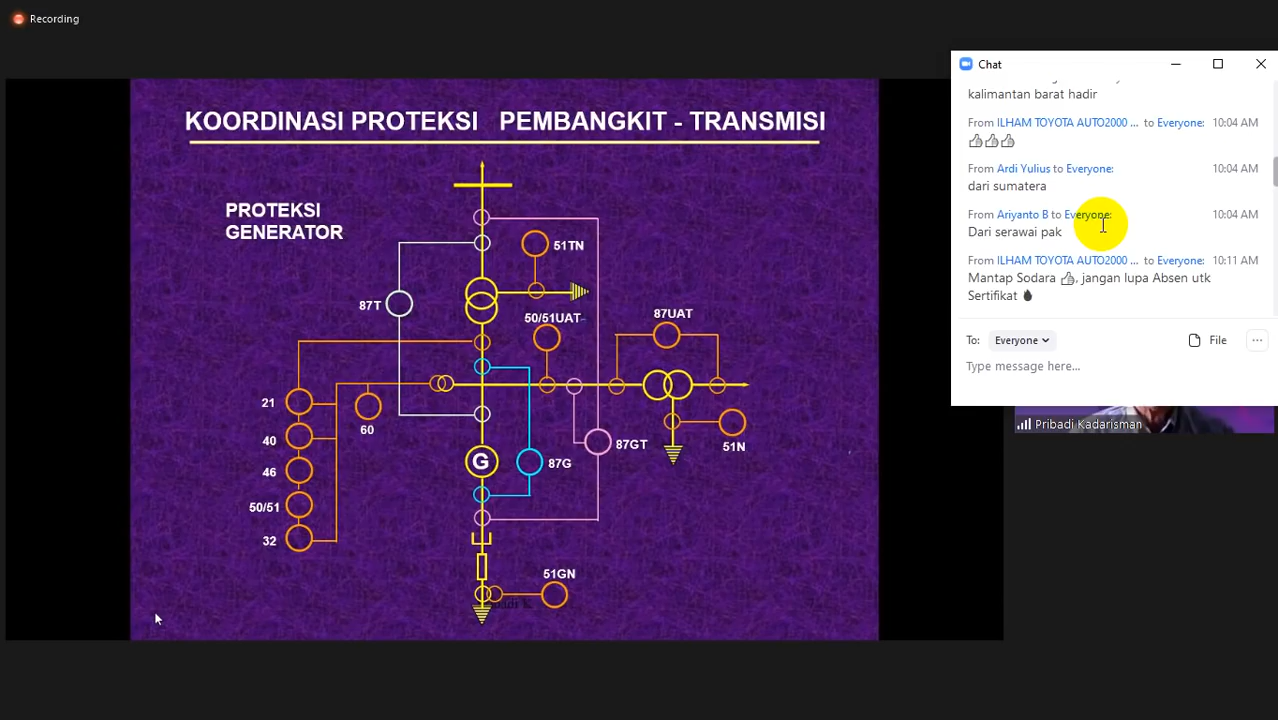 Recording
KOORDINASI PROTEKSI PEMBANGKIT - TRANSMISI
PROTEKSI
GENERATOR
51TN
87T
50/51UAT
87UAT
21
60
40
46
50/51
32
G
87G
87GT
51N
51GN
Chat
kalimantan barat hadir
From ILHAM TOYOTA AUTO2000 ... to Everyone: 10:04 AM
👍👍👍
From Ardi Yulius to Everyone: 10:04 AM
dari sumatera
From Ariyanto B to Everyone: 10:04 AM
Dari serawai pak
From ILHAM TOYOTA AUTO2000 ... to Everyone: 10:11 AM
Mantap Sodara 👍, jangan lupa Absen utk
Sertifikat
To: Everyone File ...
Type message here...
Pribadi Kadarisman